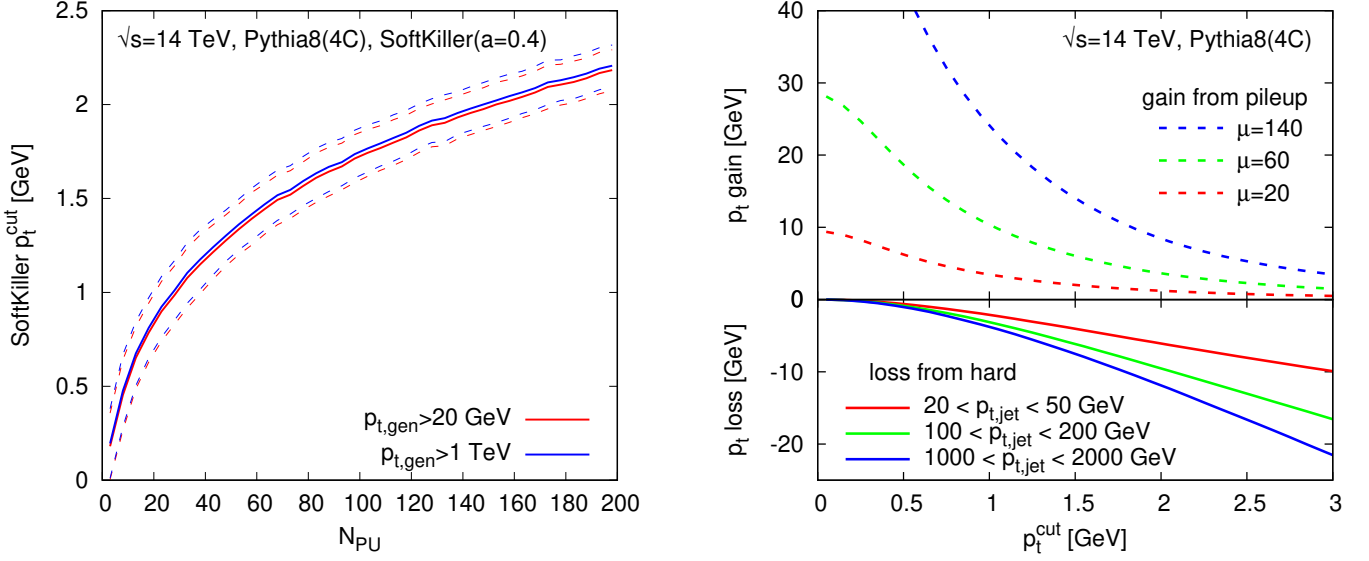 √s=14 TeV, Pythia8(4C), SoftKiller(a=0.4)
SoftKiller p_t^cut [GeV]
2.5
2
1.5
1
0.5
0
p_t,gen>20 GeV
p_t,gen>1 TeV
0 20 40 60 80 100 120 140 160 180 200
N_PU
√s=14 TeV, Pythia8(4C)
p_t gain [GeV]
40
30
20
10
0
gain from pileup
μ=140
μ=60
μ=20
p_t loss [GeV]
-10
-20
loss from hard
20 < p_t,jet < 50 GeV
100 < p_t,jet < 200 GeV
1000 < p_t,jet < 2000 GeV
0 0.5 1 1.5 2 2.5 3
p_t^cut [GeV]